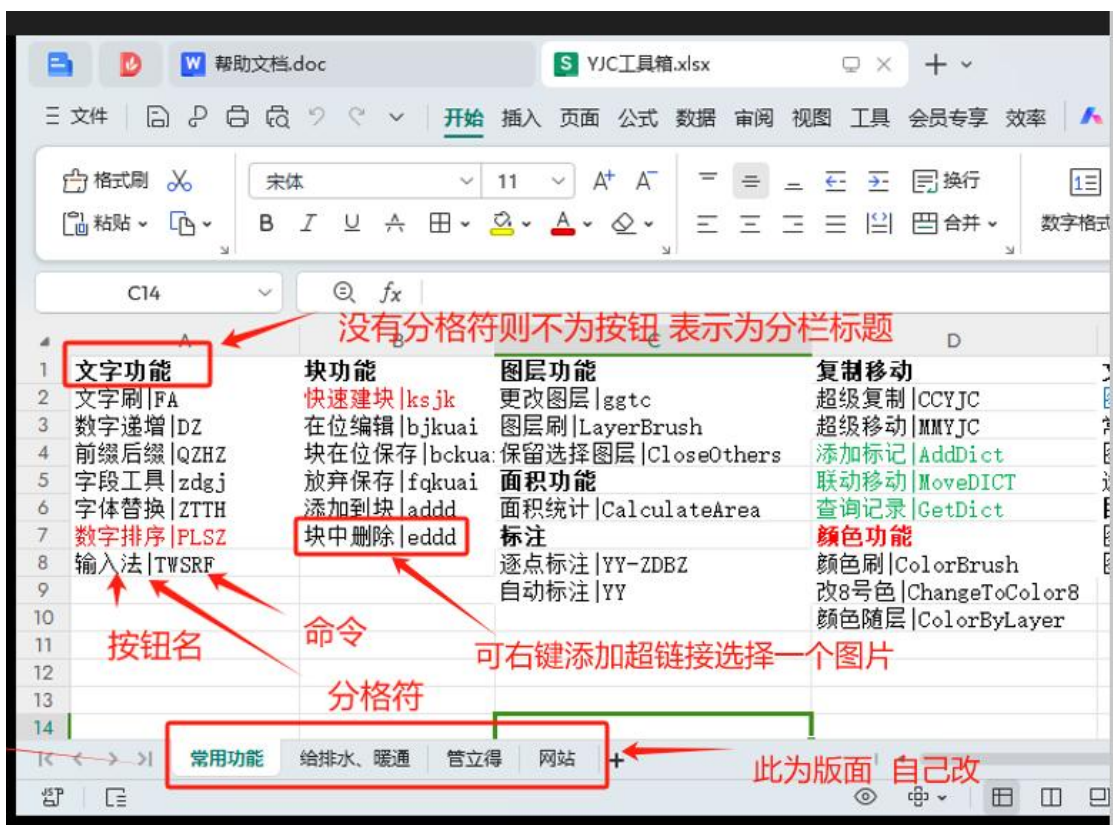 帮助文档.doc YJC工具箱.xlsx
文件 开始 插入 页面 公式 数据 审阅 视图 工具 会员专享 效率
格式刷 宋体 11 A+ A- 换行
粘贴 B I U A A 合并 数字格式
C14 fx
没有分格符则不为按钮 表示为分栏标题
A B C D
1 文字功能 块功能 图层功能 复制移动
2 文字刷|FA 快速建块|ksjk 更改图层|ggtc 超级复制|CCYJC
3 数字递增|DZ 在位编辑|bjkuai 图层刷|LayerBrush 超级移动|MMYJC
4 前缀后缀|QZHZ 块在位保存|bckua 保留选择图层|CloseOthers 添加标记|AddDict
5 字段工具|zdgj 放弃保存|fqkuai 面积功能 联动移动|MoveDICT
6 字体替换|ZTTH 添加到块|addd 面积统计|CalculateArea 查询记录|GetDict
7 数字排序|PLSZ 块中删除|eddd 标注 颜色功能
8 输入法|TWSRF 逐点标注|YY-ZDBZ 颜色刷|ColorBrush
9 自动标注|YY 改8号色|ChangeToColor8
10 颜色随层|ColorByLayer
11
12
13
14
按钮名
命令
可右键添加超链接选择一个图片
分格符
常用功能 给排水、暖通 管立得 网站 +
此为版面 自己改